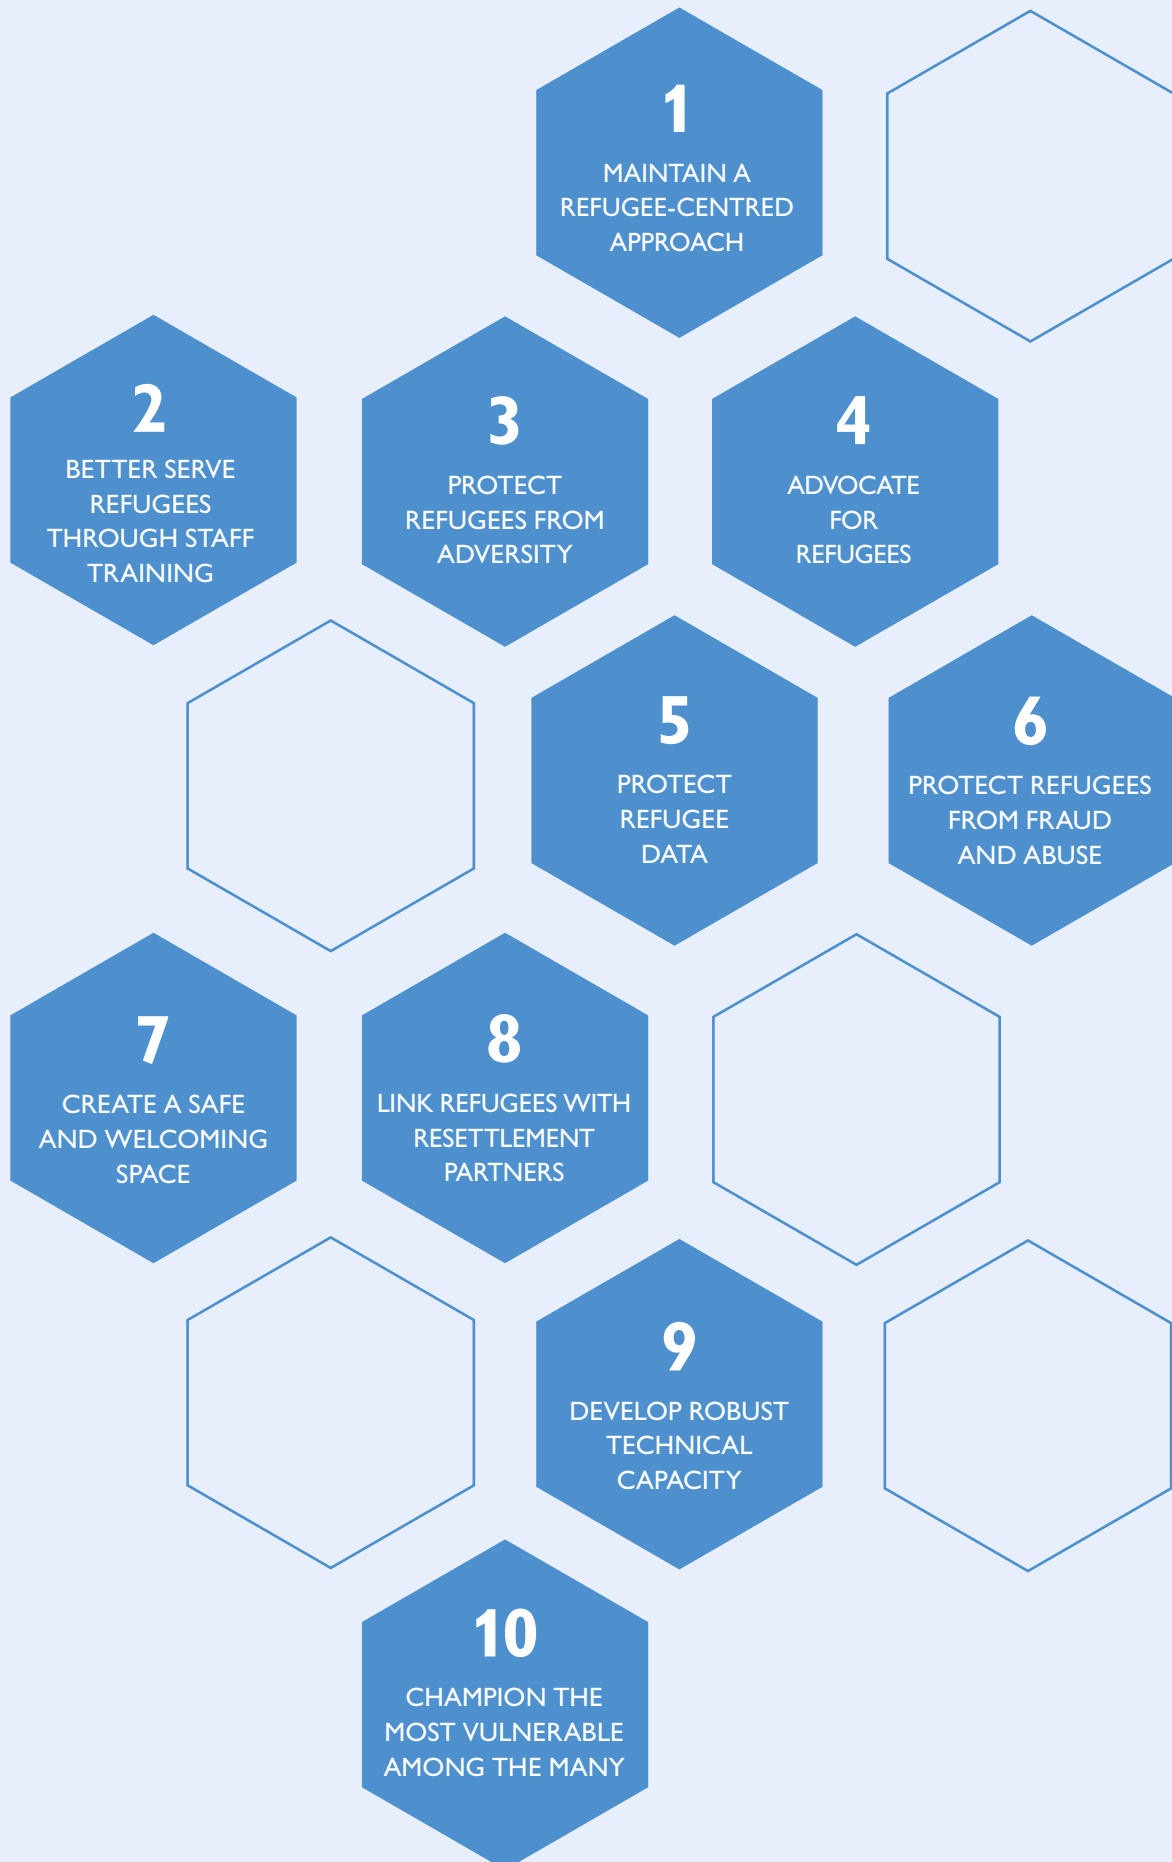 1
MAINTAIN A
REFUGEE-CENTRED
APPROACH
2
BETTER SERVE
REFUGEES
THROUGH STAFF
TRAINING
3
PROTECT
REFUGEES FROM
ADVERSITY
4
ADVOCATE
FOR
REFUGEES
5
PROTECT
REFUGEE
DATA
6
PROTECT REFUGEES
FROM FRAUD
AND ABUSE
7
CREATE A SAFE
AND WELCOMING
SPACE
8
LINK REFUGEES WITH
RESETTLEMENT
PARTNERS
9
DEVELOP ROBUST
TECHNICAL
CAPACITY
10
CHAMPION THE
MOST VULNERABLE
AMONG THE MANY